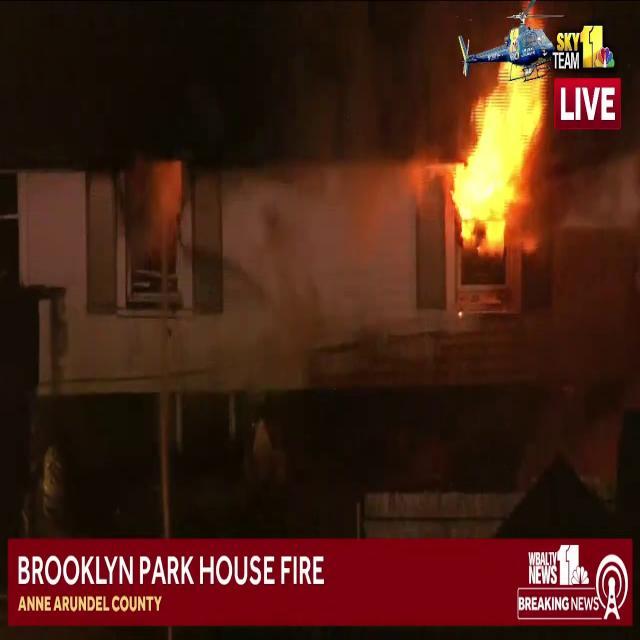 SKY
TEAM 11
LIVE
BROOKLYN PARK HOUSE FIRE
ANNE ARUNDEL COUNTY
WBALTV
NEWS 11
BREAKING NEWS